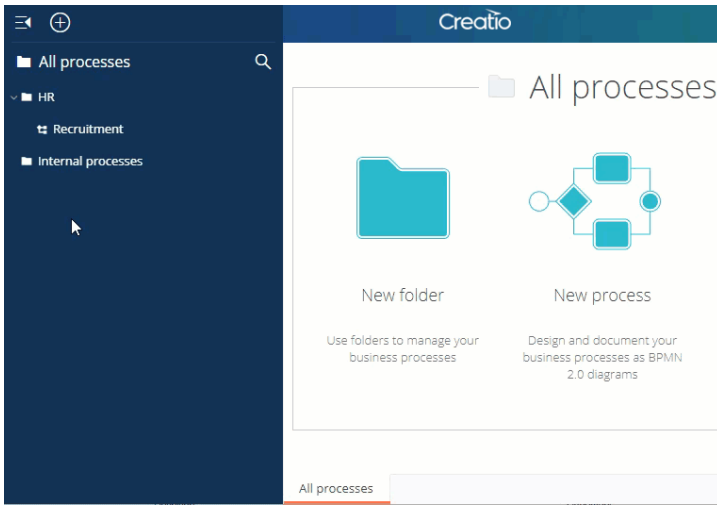 Creatio
All processes
HR
Recruitment
Internal processes
All processes
New folder
Use folders to manage your
business processes
New process
Design and document your
business processes as BPMN
2.0 diagrams
All processes